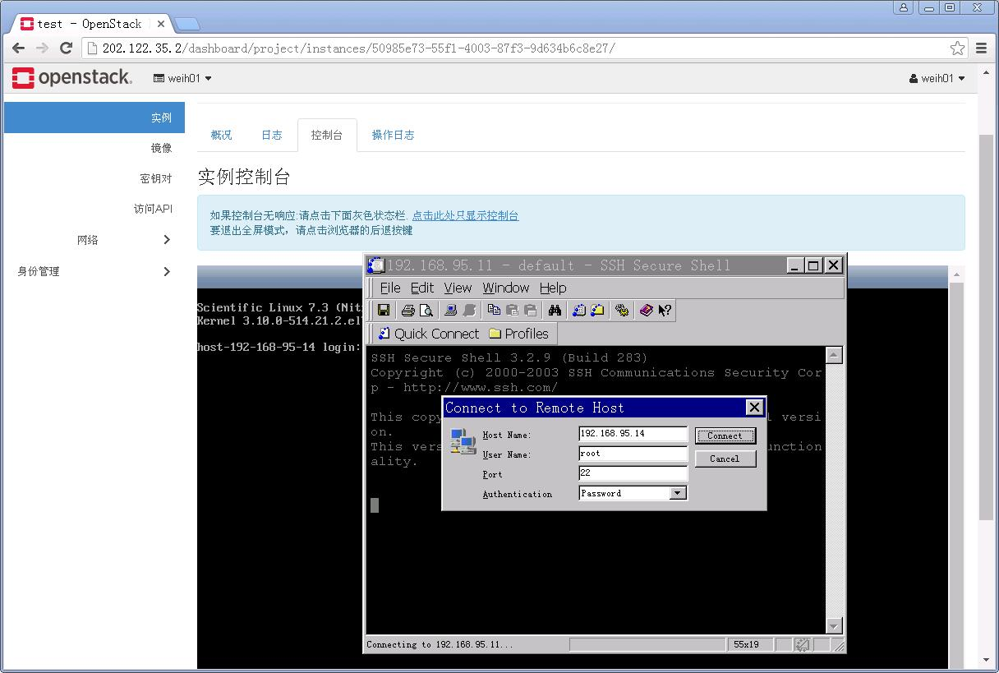 test - OpenStack
202.122.35.2/dashboard/project/instances/50985e73-55f1-4003-87f3-9d634b6c8e27/
openstack.
weih01
weih01
实例
镜像
密钥对
访问API
网络
身份管理
概况 日志 控制台 操作日志
实例控制台
如果控制台无响应:请点击下面灰色状态栏. 点击此处只显示控制台
要退出全屏模式，请点击浏览器的后退按键
Scientific Linux 7.3 (Nit
Kernel 3.10.0-514.21.2.el
host-192-168-95-14 login:
192.168.95.11 - default - SSH Secure Shell
File Edit View Window Help
Quick Connect Profiles
SSH Secure Shell 3.2.9 (Build 283)
Copyright (c) 2000-2003 SSH Communications Security Cor
p - http://www.ssh.com/
This copy l versi
on.
This vers unction
ality.
Connect to Remote Host
Host Name: 192.168.95.14 Connect
User Name: root Cancel
Port 22
Authentication Password
Connecting to 192.168.95.11... 55x19